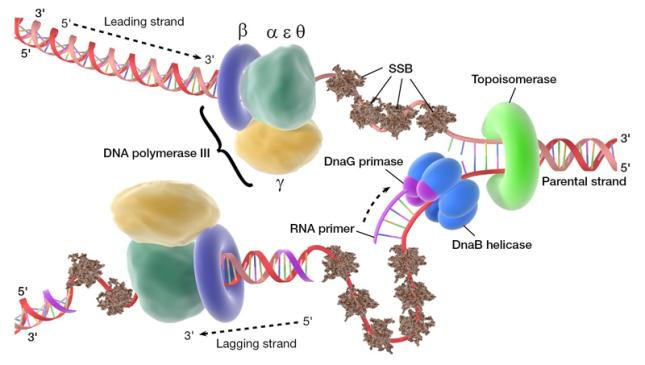 3'
5'
Leading strand
5'
3'
β
α ε θ
SSB
Topoisomerase
DNA polymerase III
DnaG primase
3'
5'
Parental strand
γ
RNA primer
DnaB helicase
5'
3'
3'
5'
Lagging strand